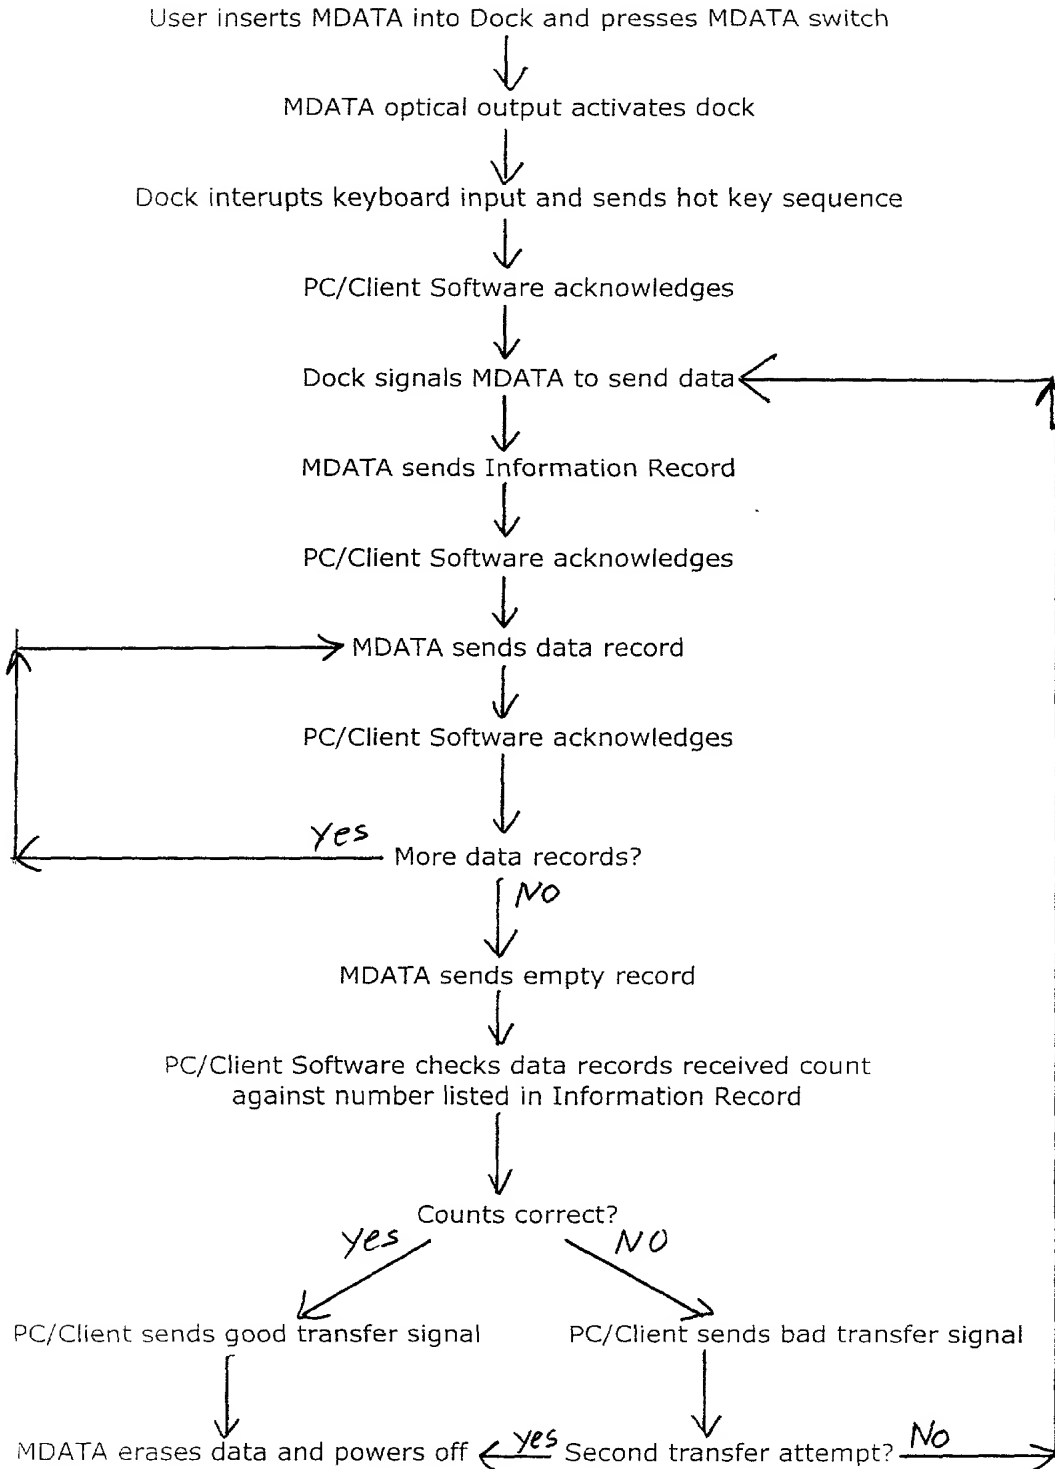 User inserts MDATA into Dock and presses MDATA switch
MDATA optical output activates dock
Dock interupts keyboard input and sends hot key sequence
PC/Client Software acknowledges
Dock signals MDATA to send data
MDATA sends Information Record
PC/Client Software acknowledges
MDATA sends data record
PC/Client Software acknowledges
Yes
More data records?
NO
MDATA sends empty record
PC/Client Software checks data records received count
against number listed in Information Record
Counts correct?
Yes
NO
PC/Client sends good transfer signal
PC/Client sends bad transfer signal
MDATA erases data and powers off
yes
Second transfer attempt?
No